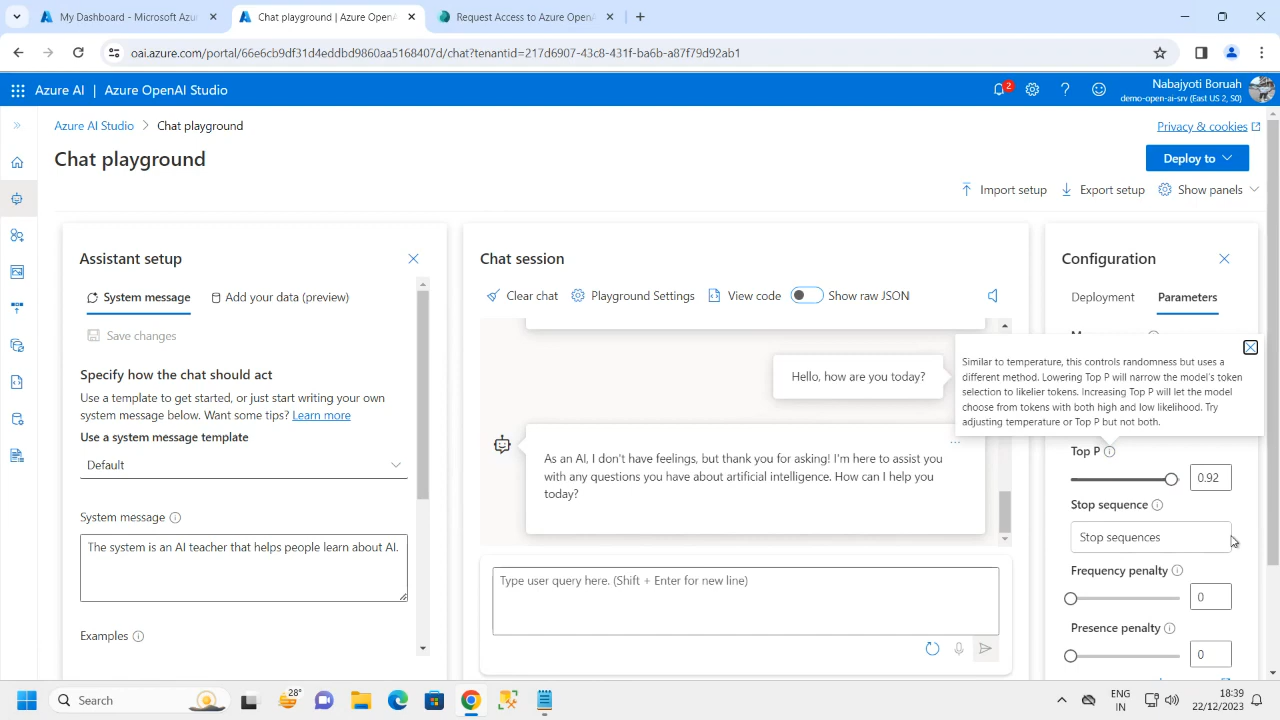 My Dashboard - Microsoft Azure
Chat playground | Azure OpenA
Request Access to Azure OpenA
oai.azure.com/portal/66e6cb9df31d4eddbd9860aa5168407d/chat?tenantid=217d6907-43c8-431f-ba6b-a87f79d92ab1
Azure AI | Azure OpenAI Studio
2
Nabajyoti Boruah
demo-open-ai-srv (East US 2, S0)
Azure AI Studio > Chat playground
Privacy & cookies
Chat playground
Deploy to
Import setup
Export setup
Show panels
Assistant setup
System message
Add your data (preview)
Save changes
Specify how the chat should act
Use a template to get started, or just start writing your own
system message below. Want some tips? Learn more
Use a system message template
Default
System message
The system is an AI teacher that helps people learn about AI.
Examples
Chat session
Clear chat
Playground Settings
View code
Show raw JSON
Hello, how are you today?
As an AI, I don't have feelings, but thank you for asking! I'm here to assist you
with any questions you have about artificial intelligence. How can I help you
today?
Type user query here. (Shift + Enter for new line)
Configuration
Deployment
Parameters
Similar to temperature, this controls randomness but uses a
different method. Lowering Top P will narrow the model's token
selection to likelier tokens. Increasing Top P will let the model
choose from tokens with both high and low likelihood. Try
adjusting temperature or Top P but not both.
Top P
0.92
Stop sequence
Stop sequences
Frequency penalty
0
Presence penalty
0
Search
28°
ENG
IN
18:39
22/12/2023